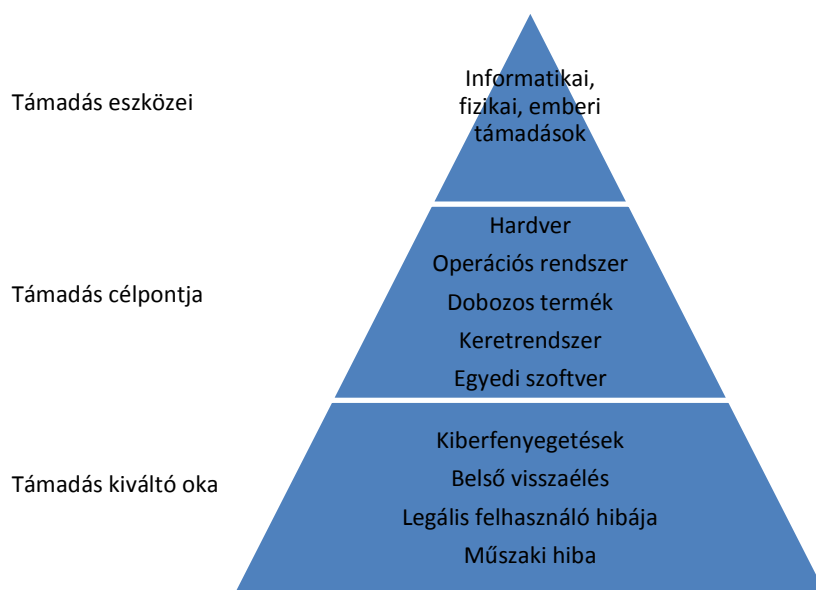 Támadás eszközei
Informatikai,
fizikai, emberi
támadások
Támadás célpontja
Hardver
Operációs rendszer
Dobozos termék
Keretrendszer
Egyedi szoftver
Támadás kiváltó oka
Kiberfenyegetések
Belső visszaélés
Legális felhasználó hibája
Műszaki hiba